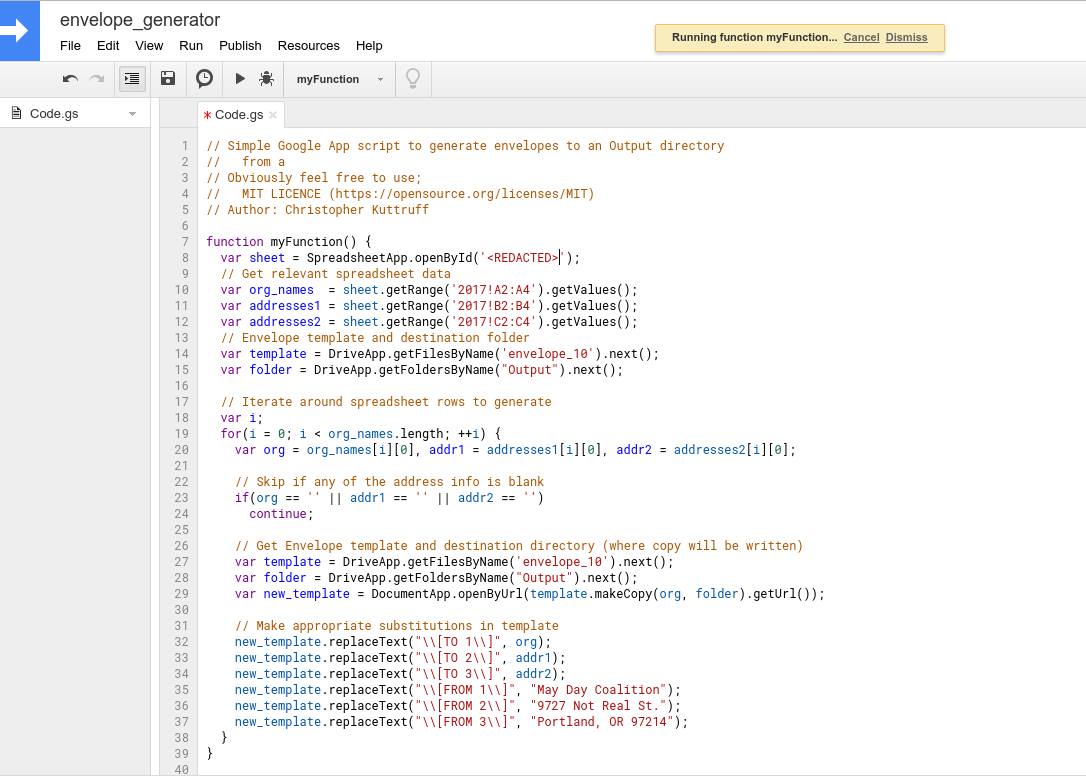 envelope_generator
File Edit View Run Publish Resources Help
Running function myFunction... Cancel Dismiss
myFunction
Code.gs
* Code.gs ×
1 // Simple Google App script to generate envelopes to an Output directory
2 //   from a
3 // Obviously feel free to use;
4 //   MIT LICENCE (https://opensource.org/licenses/MIT)
5 // Author: Christopher Kuttruff
6
7 function myFunction() {
8   var sheet = SpreadsheetApp.openById('<REDACTED>');
9   // Get relevant spreadsheet data
10   var org_names  = sheet.getRange('2017!A2:A4').getValues();
11   var addresses1 = sheet.getRange('2017!B2:B4').getValues();
12   var addresses2 = sheet.getRange('2017!C2:C4').getValues();
13   // Envelope template and destination folder
14   var template = DriveApp.getFilesByName('envelope_10').next();
15   var folder = DriveApp.getFoldersByName("Output").next();
16
17   // Iterate around spreadsheet rows to generate
18   var i;
19   for(i = 0; i < org_names.length; ++i) {
20     var org = org_names[i][0], addr1 = addresses1[i][0], addr2 = addresses2[i][0];
21
22     // Skip if any of the address info is blank
23     if(org == '' || addr1 == '' || addr2 == '')
24       continue;
25
26     // Get Envelope template and destination directory (where copy will be written)
27     var template = DriveApp.getFilesByName('envelope_10').next();
28     var folder = DriveApp.getFoldersByName("Output").next();
29     var new_template = DocumentApp.openByUrl(template.makeCopy(org, folder).getUrl());
30
31     // Make appropriate substitutions in template
32     new_template.replaceText("\\[TO 1\\]", org);
33     new_template.replaceText("\\[TO 2\\]", addr1);
34     new_template.replaceText("\\[TO 3\\]", addr2);
35     new_template.replaceText("\\[FROM 1\\]", "May Day Coalition");
36     new_template.replaceText("\\[FROM 2\\]", "9727 Not Real St.");
37     new_template.replaceText("\\[FROM 3\\]", "Portland, OR 97214");
38   }
39 }
40